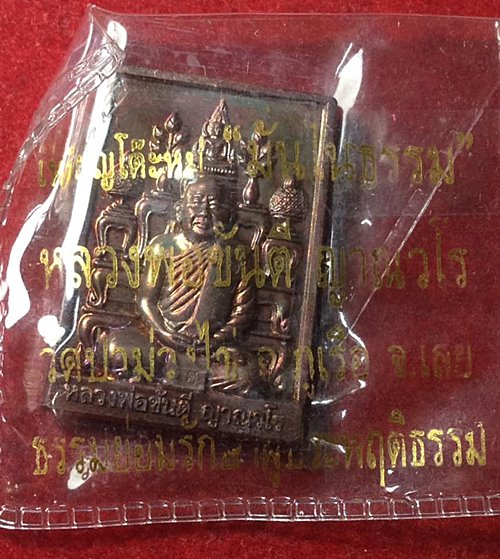 เหรียญโต๊ะหมู่ "มั่นในธรรม"
หลวงพ่อขันตี ญาณวโร
วัดป่าม่วงไข่ อ.ภูเรือ จ.เลย
ธรรมย่อมรักษาผู้ประพฤติธรรม
หลวงพ่อขันตี ญาณวโร